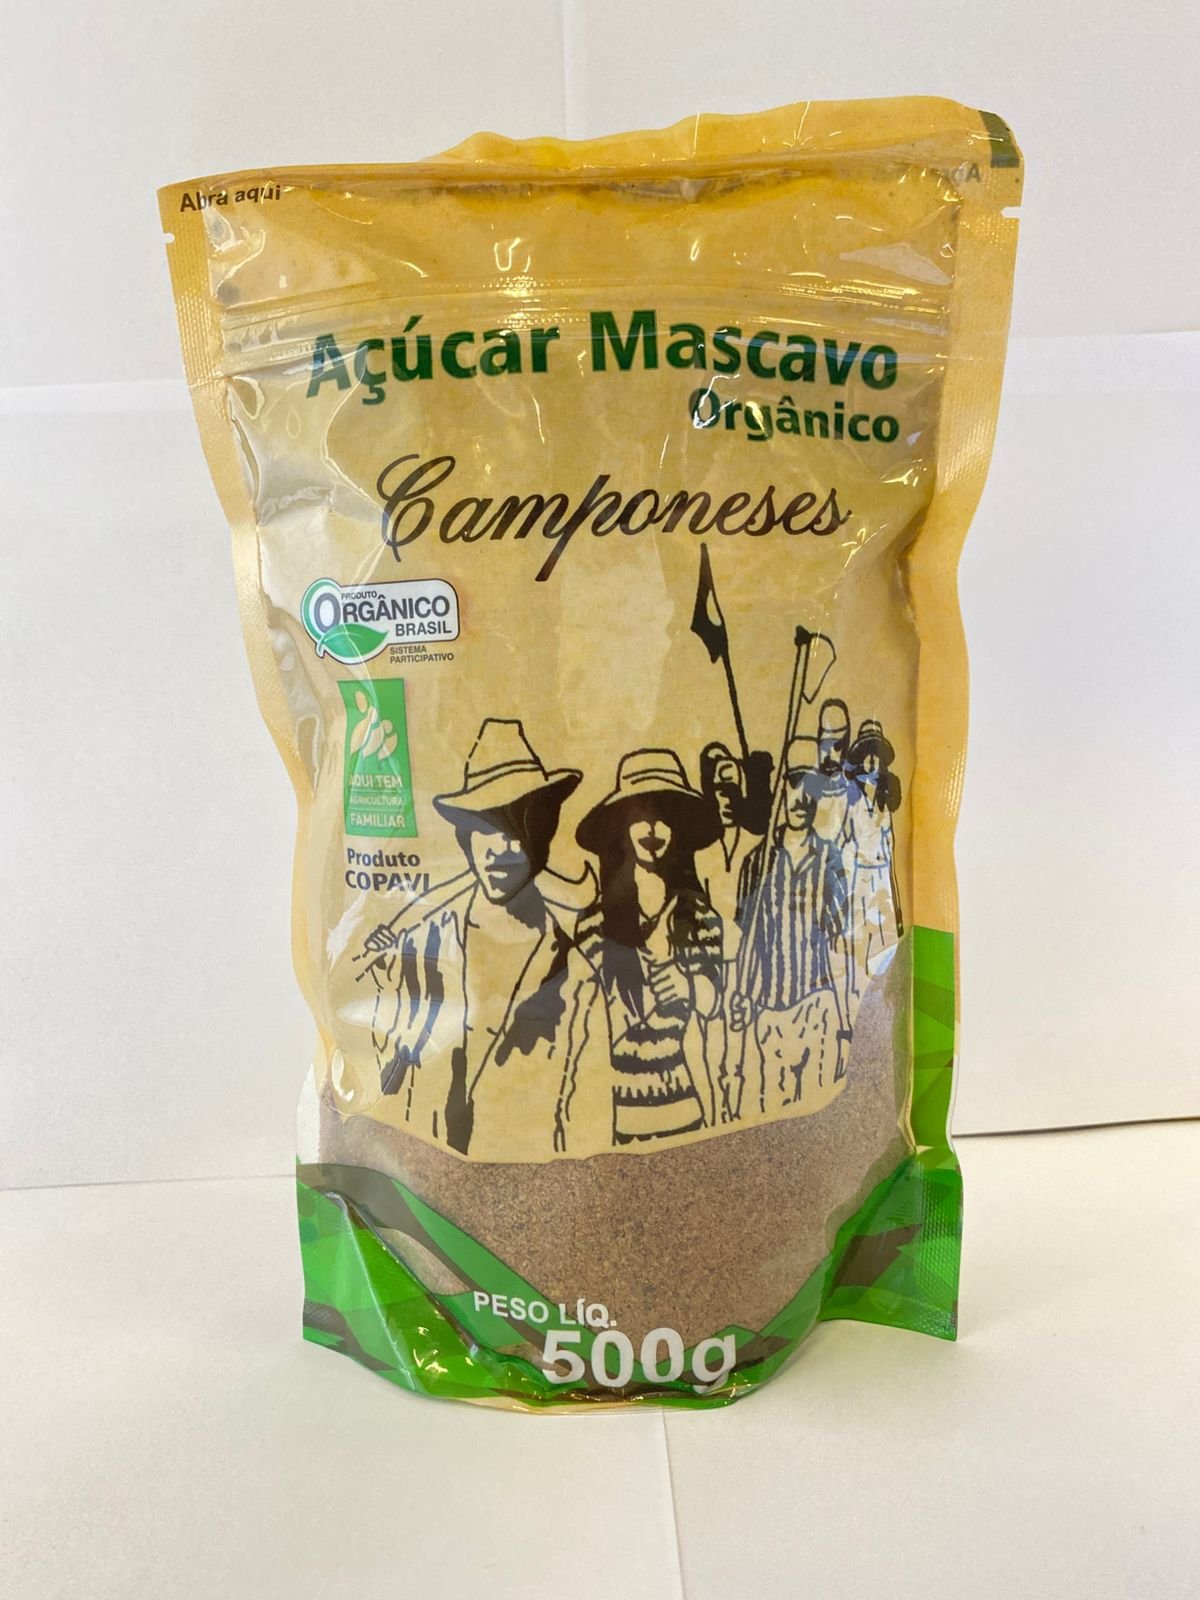 Abra aqui
Açúcar Mascavo
Orgânico
Camponeses
PRODUTO
ORGÂNICO
BRASIL
SISTEMA
PARTICIPATIVO
AQUI TEM
AGRICULTURA
FAMILIAR
Produto
COPAVI
PESO LÍQ.
500g